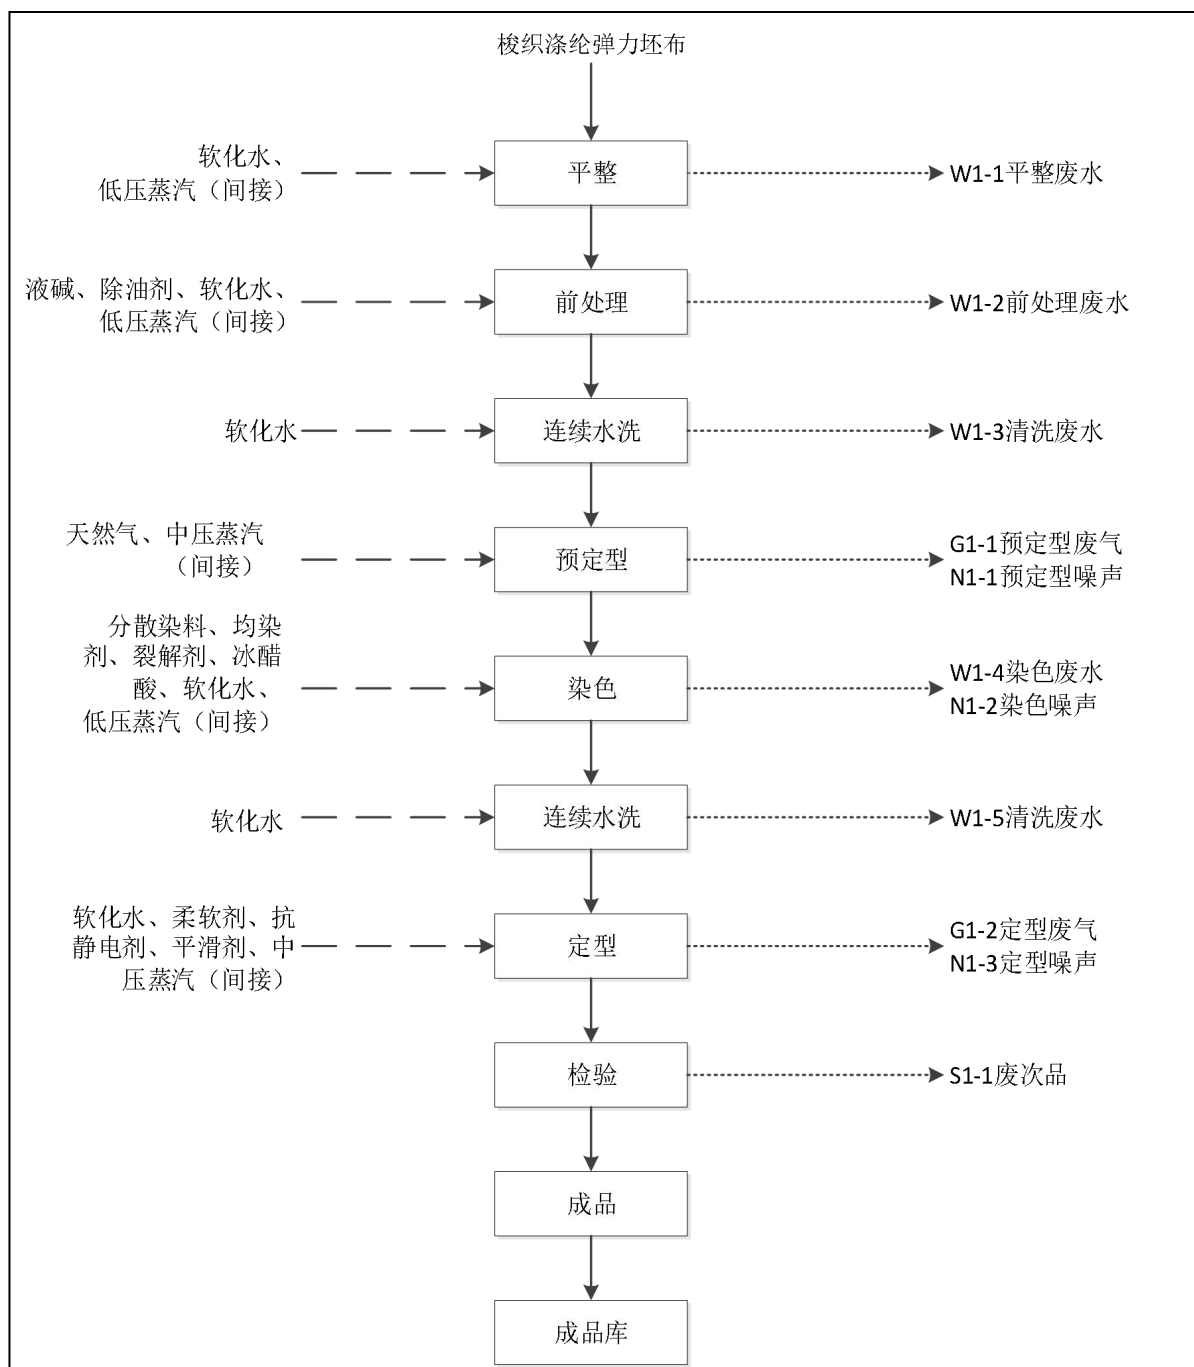 梭织涤纶弹力坯布
软化水、
低压蒸汽（间接）
平整
W1-1平整废水
液碱、除油剂、软化水、
低压蒸汽（间接）
前处理
W1-2前处理废水
软化水
连续水洗
W1-3清洗废水
天然气、中压蒸汽
（间接）
预定型
G1-1预定型废气
N1-1预定型噪声
分散染料、均染
剂、裂解剂、冰醋
酸、软化水、
低压蒸汽（间接）
染色
W1-4染色废水
N1-2染色噪声
软化水
连续水洗
W1-5清洗废水
软化水、柔软剂、抗
静电剂、平滑剂、中
压蒸汽（间接）
定型
G1-2定型废气
N1-3定型噪声
检验
S1-1废次品
成品
成品库